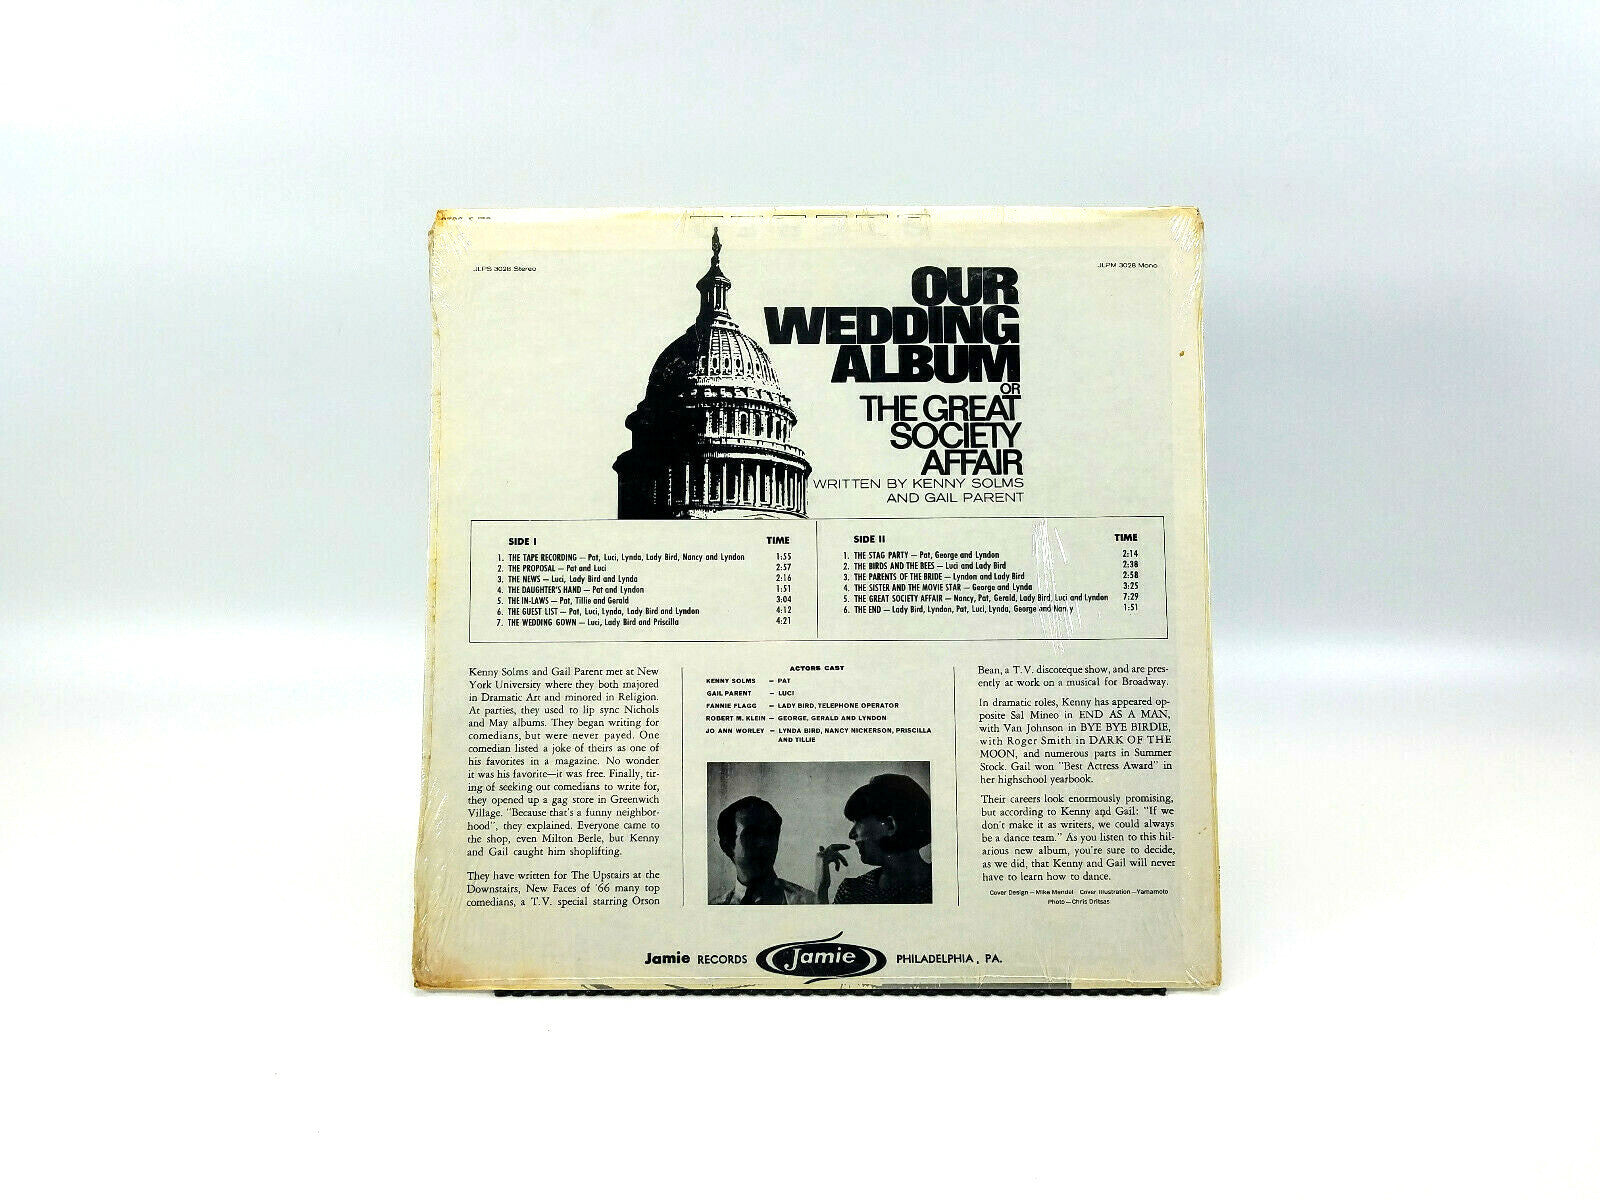 JLPS 3028 Stereo
JLPM 3028 Mono
OUR
WEDDING
ALBUM
OR
THE GREAT
SOCIETY
AFFAIR
WRITTEN BY KENNY SOLMS
AND GAIL PARENT
SIDE I TIME
1. THE TAPE RECORDING — Pat, Luci, Lynda, Lady Bird, Nancy and Lyndon 1:55
2. THE PROPOSAL — Pat and Luci 2:57
3. THE NEWS — Luci, Lady Bird and Lynda 2:16
4. THE DAUGHTER'S HAND — Pat and Lyndon 1:51
5. THE IN-LAWS — Pat, Tillie and Gerald 3:04
6. THE GUEST LIST — Pat, Luci, Lynda, Lady Bird and Lyndon 4:12
7. THE WEDDING GOWN — Luci, Lady Bird and Priscilla 4:21
SIDE II TIME
1. THE STAG PARTY — Pat, George and Lyndon 2:14
2. THE BIRDS AND THE BEES — Luci and Lady Bird 2:38
3. THE PARENTS OF THE BRIDE — Lyndon and Lady Bird 2:58
4. THE SISTER AND THE MOVIE STAR — George and Lynda 3:25
5. THE GREAT SOCIETY AFFAIR — Nancy, Pat, Gerald, Lady Bird, Luci and Lyndon 7:29
6. THE END — Lady Bird, Lyndon, Pat, Luci, Lynda, George and Nancy 1:51
Kenny Solms and Gail Parent met at New
York University where they both majored
in Dramatic Art and minored in Religion.
At parties, they used to lip sync Nichols
and May albums. They began writing for
comedians, but were never payed. One
comedian listed a joke of theirs as one of
his favorites in a magazine. No wonder
it was his favorite—it was free. Finally, tir-
ing of seeking out comedians to write for,
they opened up a gag store in Greenwich
Village. "Because that's a funny neighbor-
hood", they explained. Everyone came to
the shop, even Milton Berle, but Kenny
and Gail caught him shoplifting.
They have written for The Upstairs at the
Downstairs, New Faces of '66 many top
comedians, a T.V. special starring Orson
ACTORS CAST
KENNY SOLMS — PAT
GAIL PARENT — LUCI
FANNIE FLAGG — LADY BIRD, TELEPHONE OPERATOR
ROBERT M. KLEIN — GEORGE, GERALD AND LYNDON
JO ANN WORLEY — LYNDA BIRD, NANCY NICKERSON, PRISCILLA
AND TILLIE
Bean, a T.V. discoteque show, and are pres-
ently at work on a musical for Broadway.
In dramatic roles, Kenny has appeared op-
posite Sal Mineo in END AS A MAN,
with Van Johnson in BYE BYE BIRDIE,
with Roger Smith in DARK OF THE
MOON, and numerous parts in Summer
Stock. Gail won "Best Actress Award" in
her highschool yearbook.
Their careers look enormously promising,
but according to Kenny and Gail: "If we
don't make it as writers, we could always
be a dance team." As you listen to this hil-
arious new album, you're sure to decide,
as we did, that Kenny and Gail will never
have to learn how to dance.
Cover Design — Mike Mendel Cover Illustration — Yamamoto
Photo — Chris Dritsas
Jamie RECORDS Jamie PHILADELPHIA, PA.